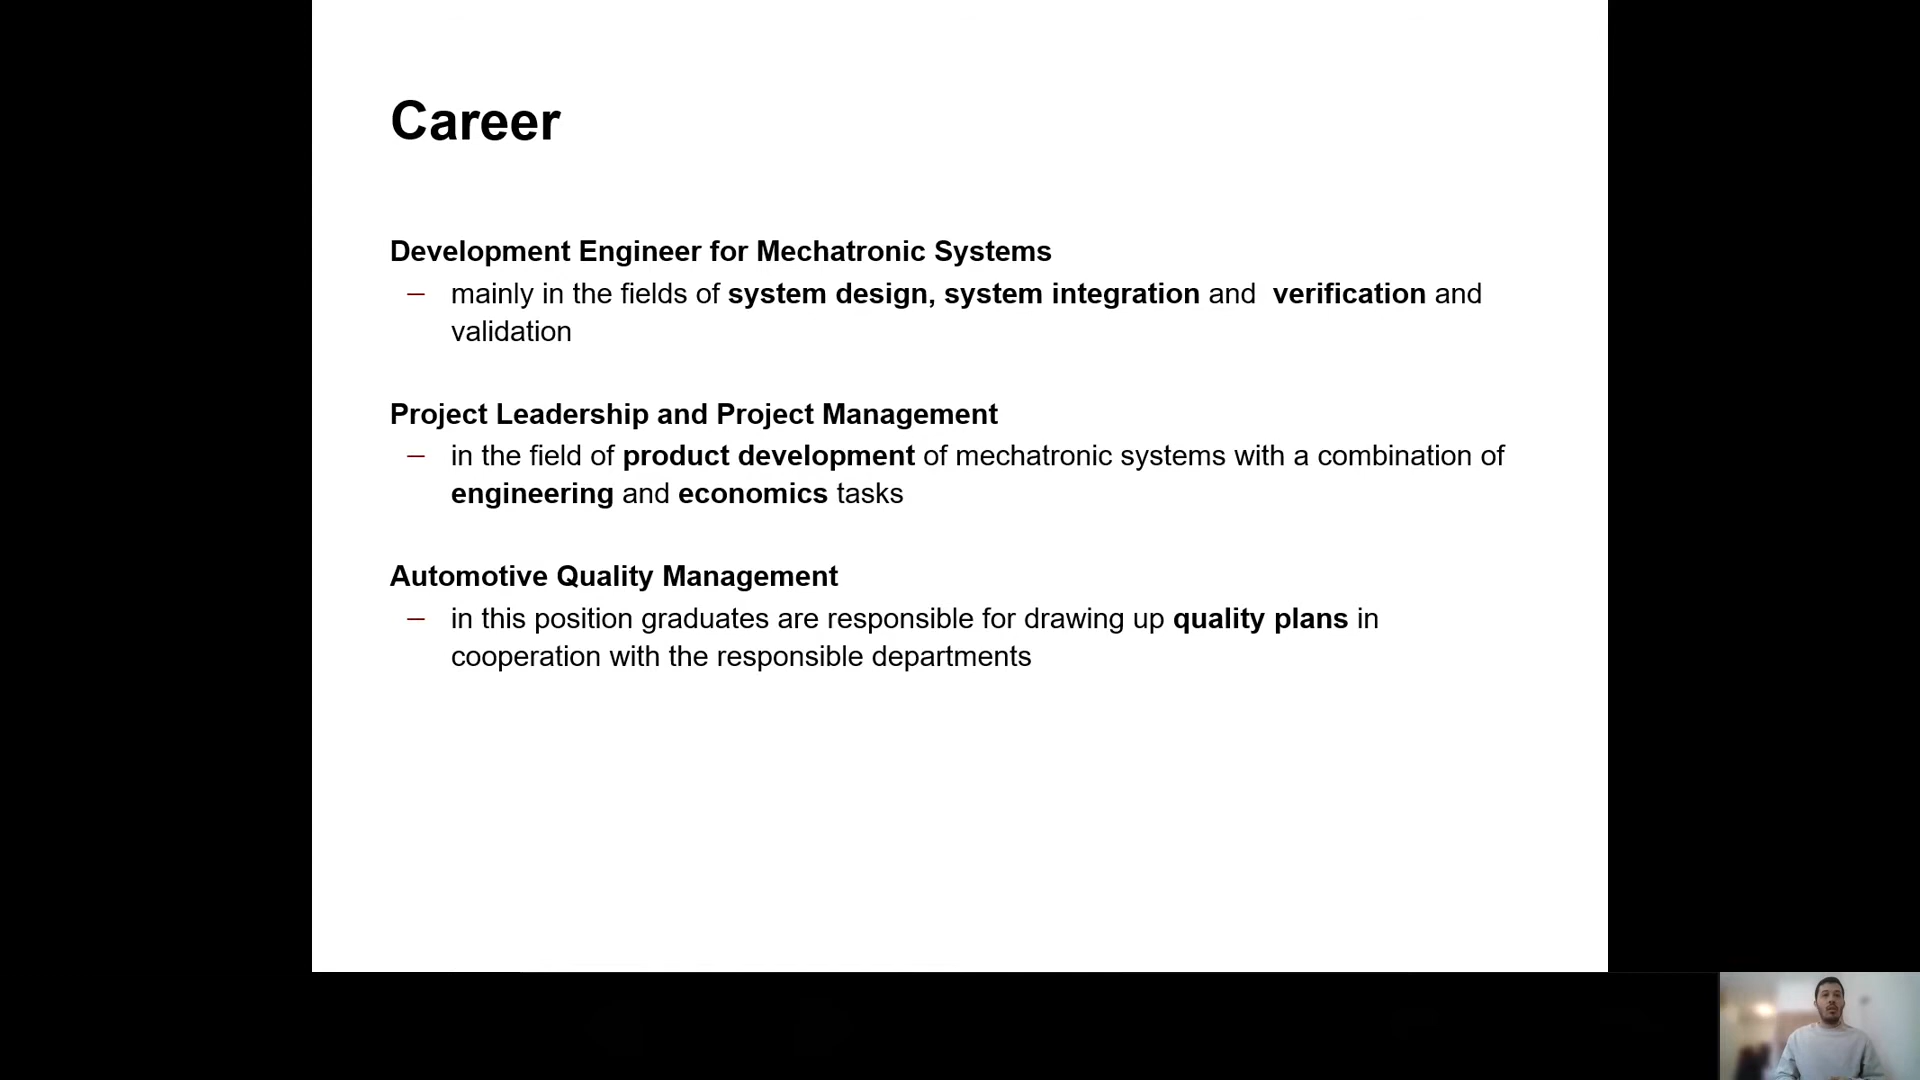 Career
Development Engineer for Mechatronic Systems
– mainly in the fields of system design, system integration and  verification and
validation
Project Leadership and Project Management
– in the field of product development of mechatronic systems with a combination of
engineering and economics tasks
Automotive Quality Management
– in this position graduates are responsible for drawing up quality plans in
cooperation with the responsible departments